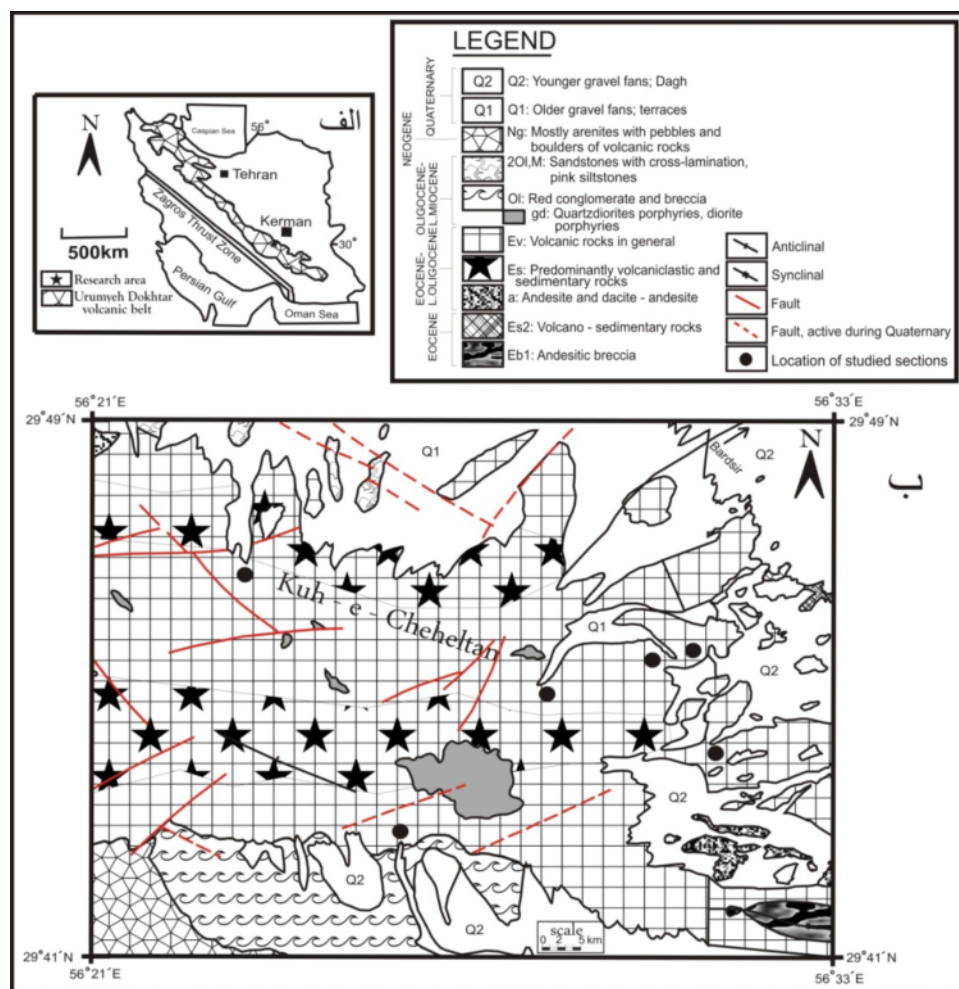 LEGEND
QUATERNARY
NEOGENE
OLIGOCENE-
L.MIOCENE
EOCENE-
L.OLIGOCENE
EOCENE
Q2
Q2: Younger gravel fans; Dagh
Q1
Q1: Older gravel fans; terraces
Ng: Mostly arenites with pebbles and
boulders of volcanic rocks
2Ol,M: Sandstones with cross-lamination,
pink siltstones
Ol: Red conglomerate and breccia
gd: Quartzdiorites porphyries, diorite
porphyries
Ev: Volcanic rocks in general
Es: Predominantly volcaniclastic and
sedimentary rocks
a: Andesite and dacite - andesite
Es2: Volcano - sedimentary rocks
Eb1: Andesitic breccia
Anticlinal
Synclinal
Fault
Fault, active during Quaternary
Location of studied sections
الف
N
Caspian Sea
56°
Tehran
Zagros Thrust Zone
Kerman
30°
500km
Persian Gulf
Oman Sea
Research area
Urumyeh Dokhtar
volcanic belt
56°21´E
56°33´E
29°49´N
29°49´N
ب
N
Q1
Bardsir
Q2
Kuh - e - Cheheltan
Q1
Q2
Q2
Q2
Q2
scale
0 2 5 km
29°41´N
29°41´N
56°21´E
56°33´E